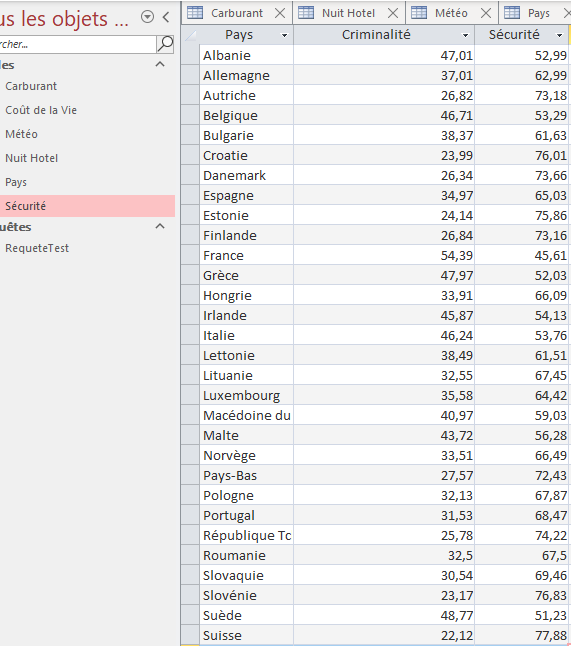 us les objets ...
Carburant
Nuit Hotel
Météo
Pays
rcher...
les
Carburant
Coût de la Vie
Météo
Nuit Hotel
Pays
Sécurité
uêtes
RequeteTest
Pays Criminalité Sécurité
Albanie 47,01 52,99
Allemagne 37,01 62,99
Autriche 26,82 73,18
Belgique 46,71 53,29
Bulgarie 38,37 61,63
Croatie 23,99 76,01
Danemark 26,34 73,66
Espagne 34,97 65,03
Estonie 24,14 75,86
Finlande 26,84 73,16
France 54,39 45,61
Grèce 47,97 52,03
Hongrie 33,91 66,09
Irlande 45,87 54,13
Italie 46,24 53,76
Lettonie 38,49 61,51
Lituanie 32,55 67,45
Luxembourg 35,58 64,42
Macédoine du 40,97 59,03
Malte 43,72 56,28
Norvège 33,51 66,49
Pays-Bas 27,57 72,43
Pologne 32,13 67,87
Portugal 31,53 68,47
République Tc 25,78 74,22
Roumanie 32,5 67,5
Slovaquie 30,54 69,46
Slovénie 23,17 76,83
Suède 48,77 51,23
Suisse 22,12 77,88